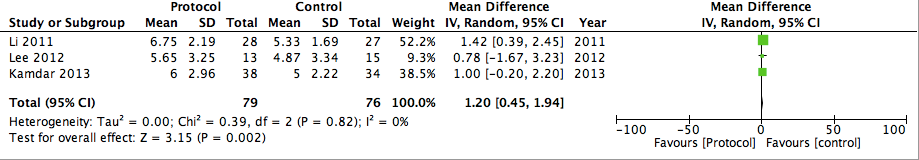 Protocol Control Mean Difference Mean Difference
Study or Subgroup Mean SD Total Mean SD Total Weight IV, Random, 95% CI Year IV, Random, 95% CI
Li 2011 6.75 2.19 28 5.33 1.69 27 52.2% 1.42 [0.39, 2.45] 2011
Lee 2012 5.65 3.25 13 4.87 3.34 15 9.3% 0.78 [-1.67, 3.23] 2012
Kamdar 2013 6 2.96 38 5 2.22 34 38.5% 1.00 [-0.20, 2.20] 2013
Total (95% CI) 79 76 100.0% 1.20 [0.45, 1.94]
Heterogeneity: Tau² = 0.00; Chi² = 0.39, df = 2 (P = 0.82); I² = 0%
Test for overall effect: Z = 3.15 (P = 0.002)
-100 -50 0 50 100
Favours [Protocol] Favours [control]